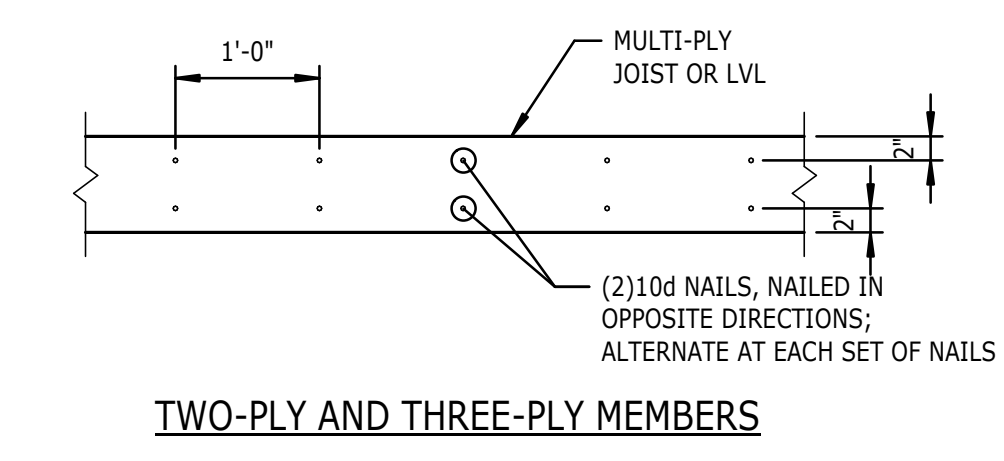 1'-0"
MULTI-PLY
JOIST OR LVL
2"
2"
(2)10d NAILS, NAILED IN
OPPOSITE DIRECTIONS;
ALTERNATE AT EACH SET OF NAILS
TWO-PLY AND THREE-PLY MEMBERS